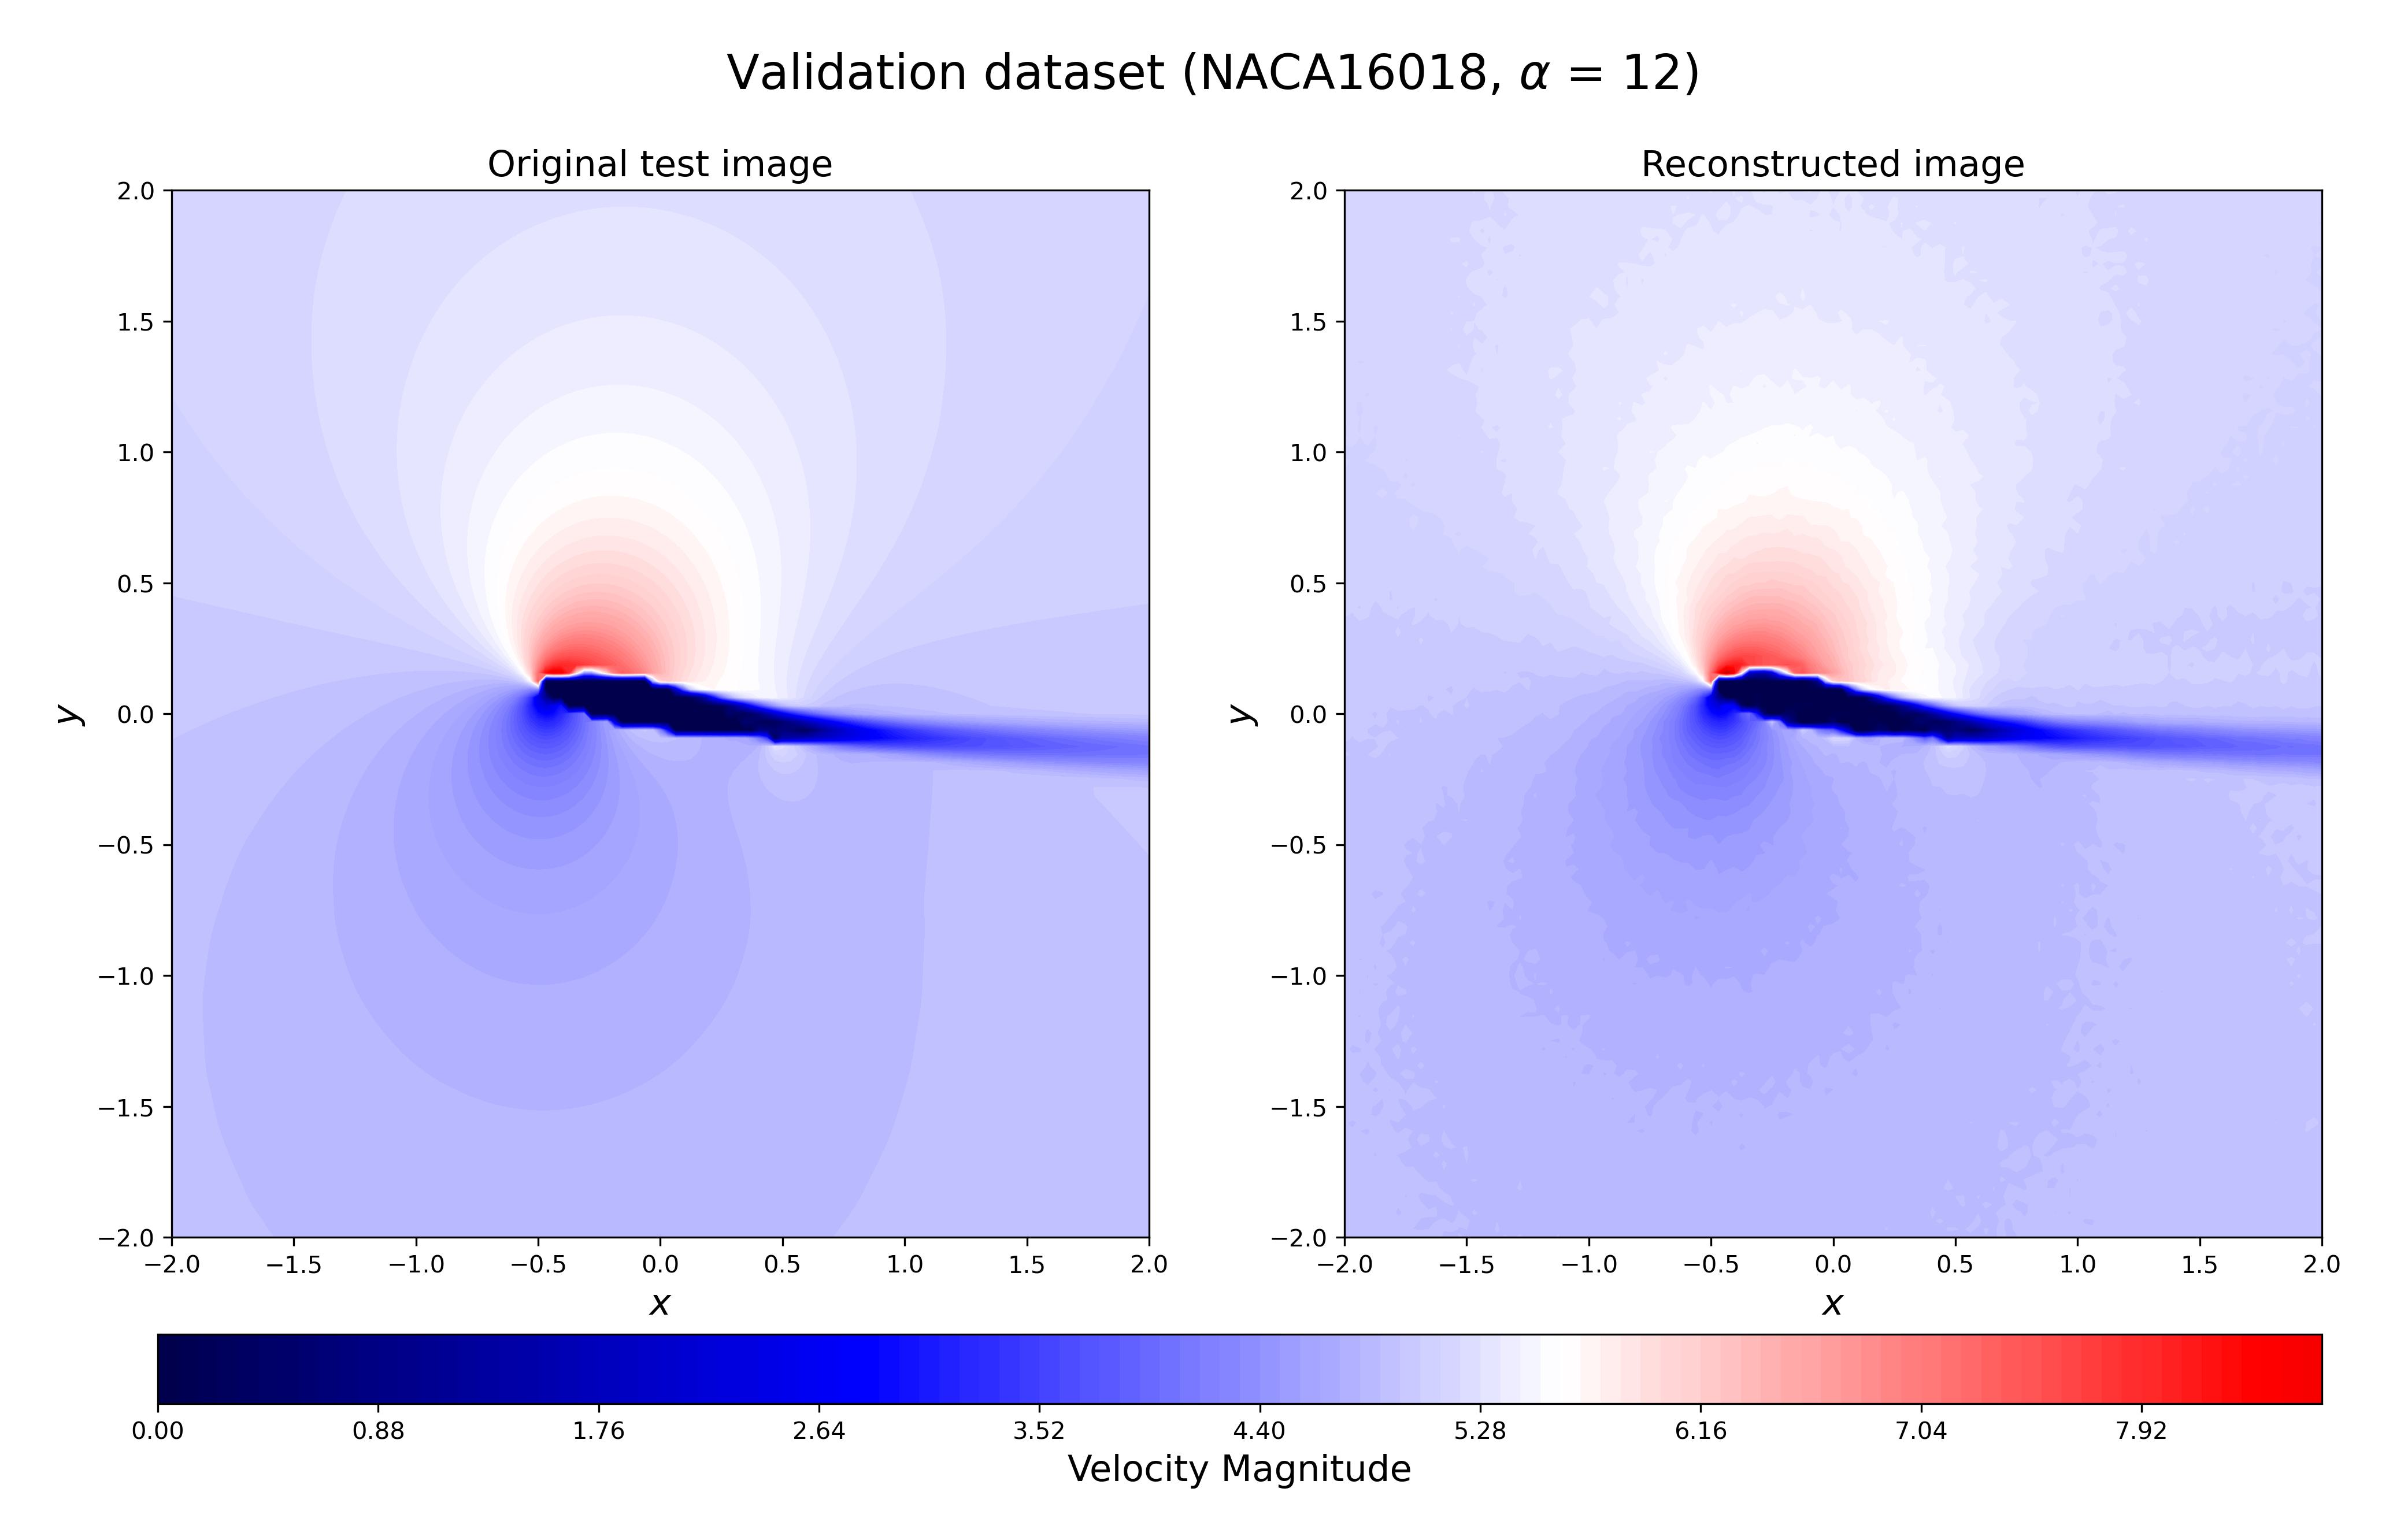 Validation dataset (NACA16018, α = 12)
Original test image
Reconstructed image
2.0
1.5
1.0
0.5
0.0
−0.5
−1.0
−1.5
−2.0
y
−2.0 −1.5 −1.0 −0.5 0.0 0.5 1.0 1.5 2.0
x
2.0
1.5
1.0
0.5
0.0
−0.5
−1.0
−1.5
−2.0
y
−2.0 −1.5 −1.0 −0.5 0.0 0.5 1.0 1.5 2.0
x
0.00 0.88 1.76 2.64 3.52 4.40 5.28 6.16 7.04 7.92
Velocity Magnitude